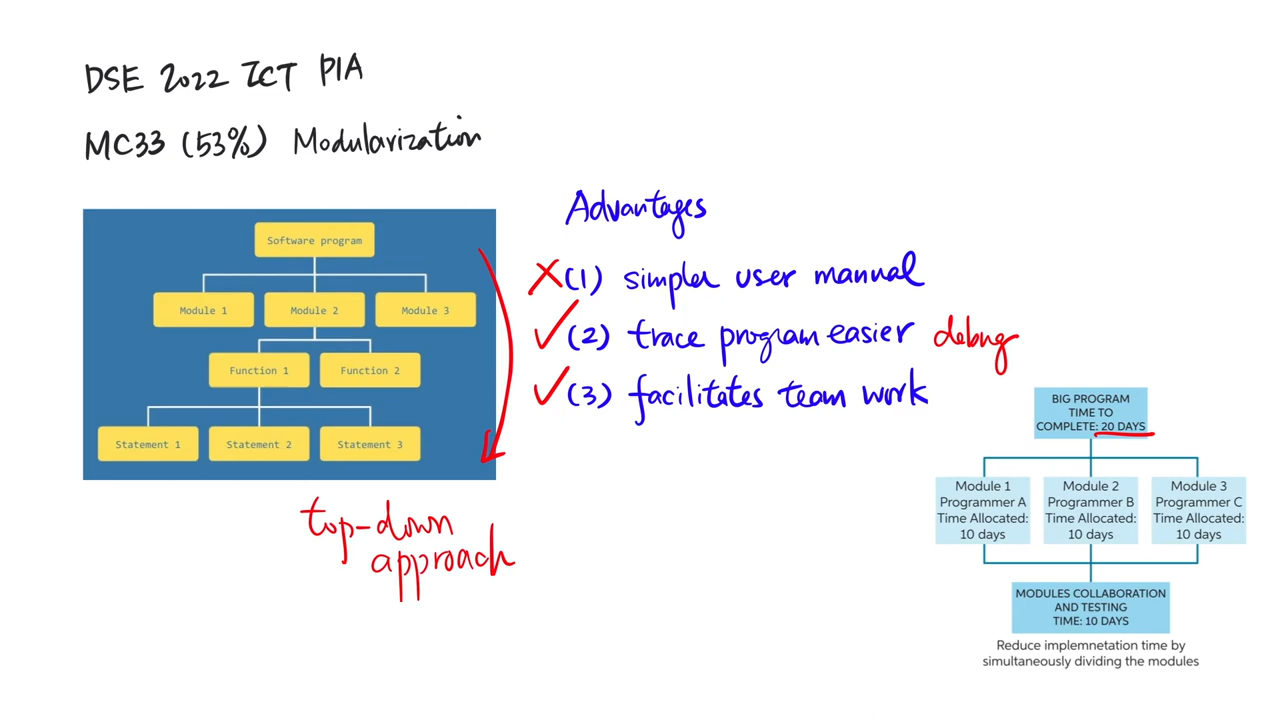 DSE 2022 ICT P1A
MC33 (53%) Modularization
Software program
Module 1
Module 2
Module 3
Function 1
Function 2
Statement 1
Statement 2
Statement 3
top-down
approach
Advantages
(1) simpler user manual
(2) trace program easier debug
(3) facilitates team work
BIG PROGRAM
TIME TO
COMPLETE: 20 DAYS
Module 1
Programmer A
Time Allocated:
10 days
Module 2
Programmer B
Time Allocated:
10 days
Module 3
Programmer C
Time Allocated:
10 days
MODULES COLLABORATION
AND TESTING
TIME: 10 DAYS
Reduce implemnetation time by
simultaneously dividing the modules